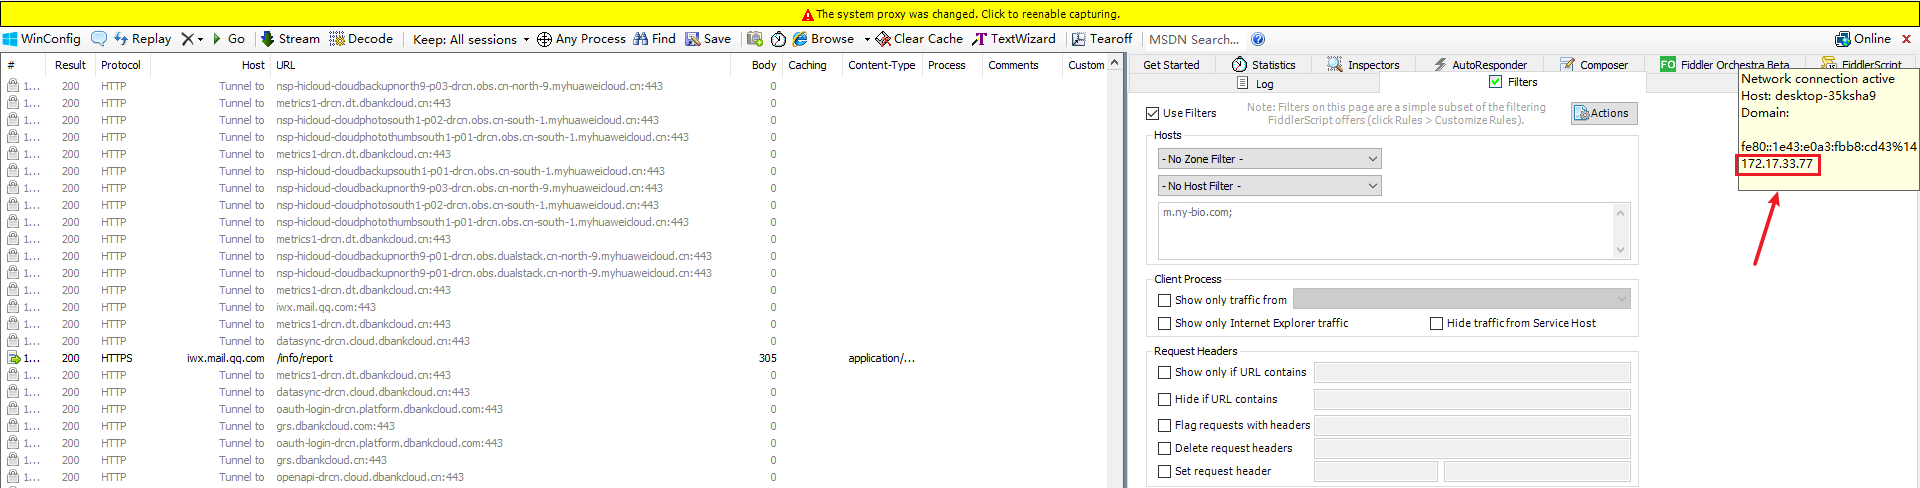 The system proxy was changed. Click to reenable capturing.
WinConfig Replay Go Stream Decode Keep: All sessions Any Process Find Save Browse Clear Cache TextWizard Tearoff MSDN Search... Online
# Result Protocol Host URL Body Caching Content-Type Process Comments Custom
1... 200 HTTP Tunnel to nsp-hicloud-cloudbackupnorth9-p03-drcn.obs.cn-north-9.myhuaweicloud.cn:443 0
1... 200 HTTP Tunnel to metrics1-drcn.dt.dbankcloud.cn:443 0
1... 200 HTTP Tunnel to nsp-hicloud-cloudphotosouth1-p02-drcn.obs.cn-south-1.myhuaweicloud.com:443 0
1... 200 HTTP Tunnel to nsp-hicloud-cloudphotothumbsouth1-p01-drcn.obs.cn-south-1.myhuaweicloud.com:443 0
1... 200 HTTP Tunnel to metrics1-drcn.dt.dbankcloud.cn:443 0
1... 200 HTTP Tunnel to nsp-hicloud-cloudbackupsouth1-p01-drcn.obs.cn-south-1.myhuaweicloud.com:443 0
1... 200 HTTP Tunnel to nsp-hicloud-cloudbackupnorth9-p03-drcn.obs.cn-north-9.myhuaweicloud.com:443 0
1... 200 HTTP Tunnel to nsp-hicloud-cloudphotosouth1-p02-drcn.obs.cn-south-1.myhuaweicloud.com:443 0
1... 200 HTTP Tunnel to nsp-hicloud-cloudphotothumbsouth1-p01-drcn.obs.cn-south-1.myhuaweicloud.com:443 0
1... 200 HTTP Tunnel to metrics1-drcn.dt.dbankcloud.cn:443 0
1... 200 HTTP Tunnel to nsp-hicloud-cloudbackupnorth9-p01-drcn.obs.dualstack.cn-north-9.myhuaweicloud.com:443 0
1... 200 HTTP Tunnel to nsp-hicloud-cloudbackupnorth9-p01-drcn.obs.dualstack.cn-north-9.myhuaweicloud.com:443 0
1... 200 HTTP Tunnel to metrics1-drcn.dt.dbankcloud.cn:443 0
1... 200 HTTP Tunnel to iwx.mail.qq.com:443 0
1... 200 HTTP Tunnel to metrics1-drcn.dt.dbankcloud.cn:443 0
1... 200 HTTP Tunnel to datasync-drcn.cloud.dbankcloud.cn:443 0
1... 200 HTTPS iwx.mail.qq.com /info/report 305 application/...
1... 200 HTTP Tunnel to metrics1-drcn.dt.dbankcloud.cn:443 0
1... 200 HTTP Tunnel to datasync-drcn.cloud.dbankcloud.cn:443 0
1... 200 HTTP Tunnel to oauth-login-drcn.platform.dbankcloud.com:443 0
1... 200 HTTP Tunnel to grs.dbankcloud.com:443 0
1... 200 HTTP Tunnel to oauth-login-drcn.platform.dbankcloud.com:443 0
1... 200 HTTP Tunnel to grs.dbankcloud.cn:443 0
1... 200 HTTP Tunnel to openapi-drcn.cloud.dbankcloud.cn:443 0
Get Started Statistics Inspectors AutoResponder Composer FO Fiddler Orchestra Beta FiddlerScript
Log Filters
Use Filters Note: Filters on this page are a simple subset of the filtering
FiddlerScript offers (click Rules > Customize Rules). Actions
Hosts
- No Zone Filter -
- No Host Filter -
m.ny-bio.com;
Client Process
Show only traffic from
Show only Internet Explorer traffic Hide traffic from Service Host
Request Headers
Show only if URL contains
Hide if URL contains
Flag requests with headers
Delete request headers
Set request header
Network connection active
Host: desktop-35ksha9
Domain:
fe80::1e43:e0a3:fbb8:cd43%14
172.17.33.77